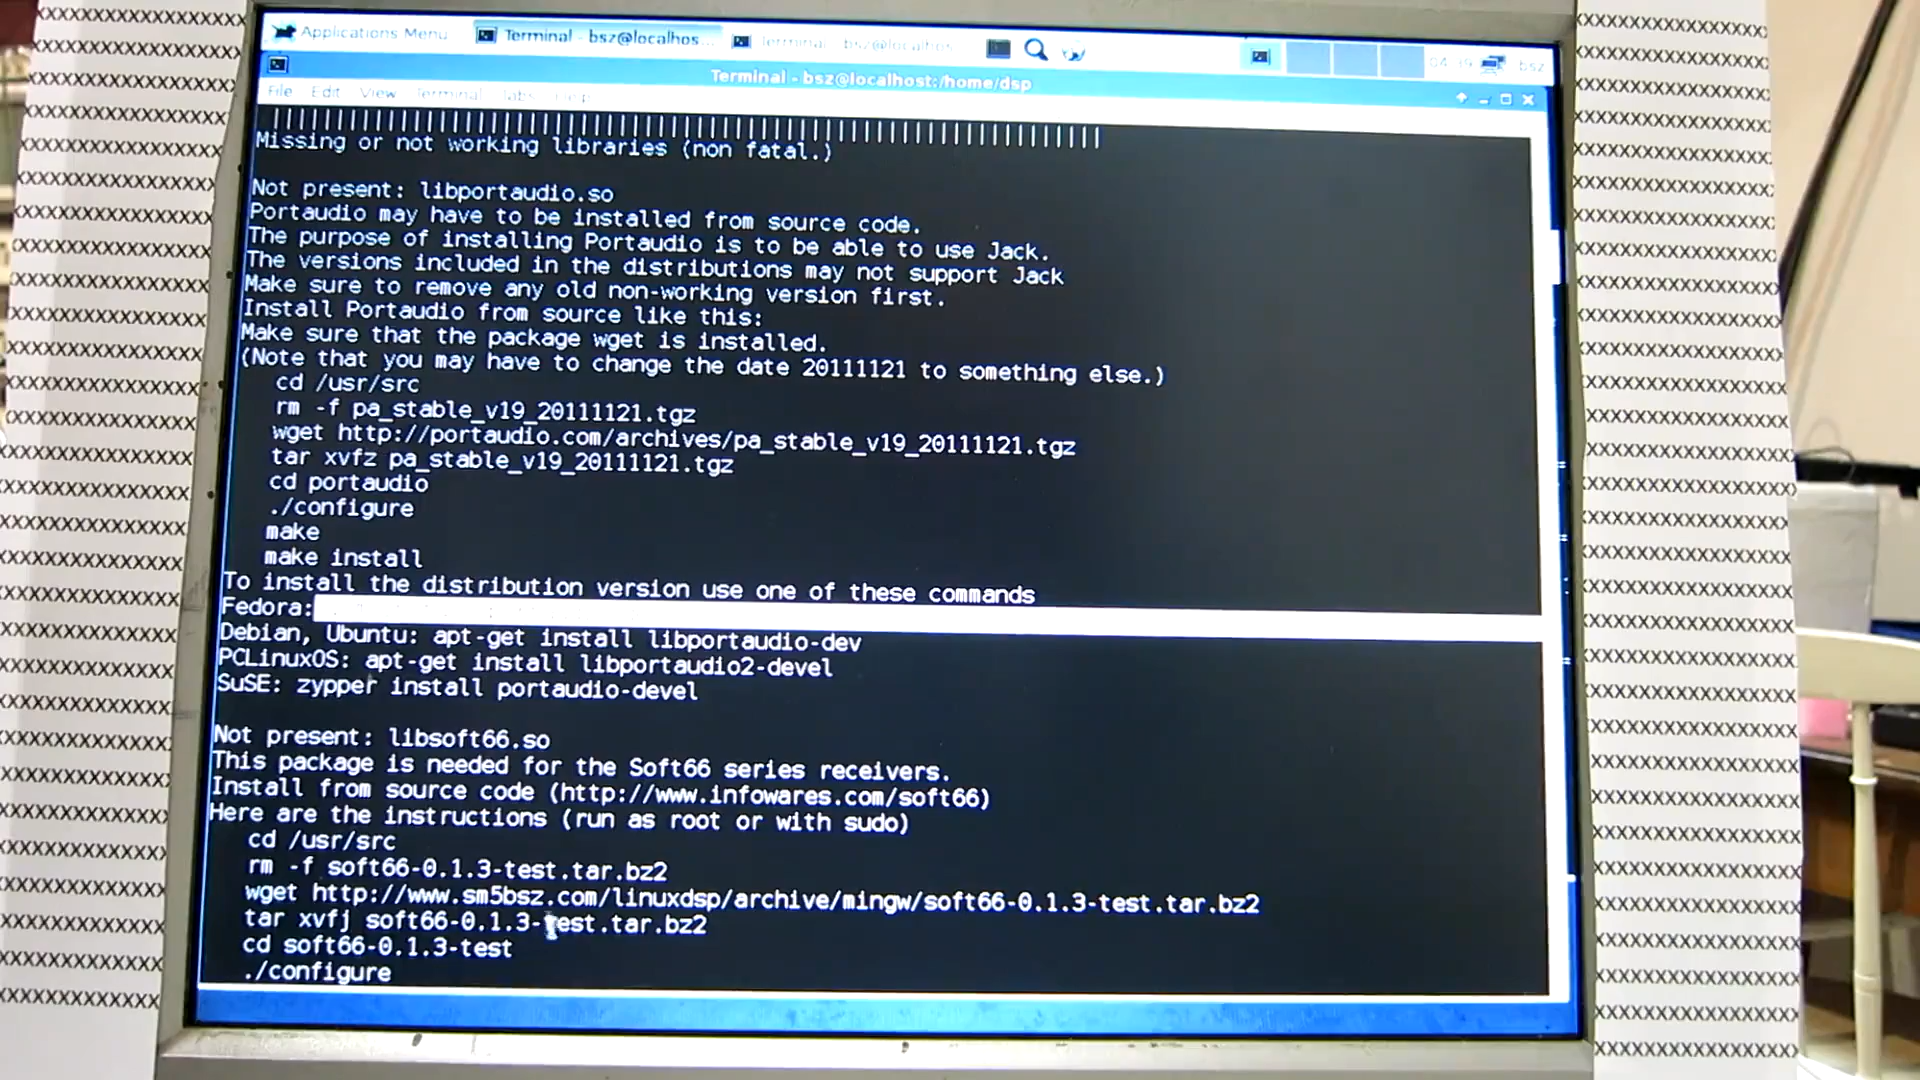 Applications Menu
Terminal - bsz@localhos...
Terminal - bsz@localhos
04:39
bsz
Terminal - bsz@localhost:/home/dsp
File Edit View Terminal Tabs Help
Missing or not working libraries (non fatal.)
Not present: libportaudio.so
Portaudio may have to be installed from source code.
The purpose of installing Portaudio is to be able to use Jack.
The versions included in the distributions may not support Jack
Make sure to remove any old non-working version first.
Install Portaudio from source like this:
Make sure that the package wget is installed.
(Note that you may have to change the date 20111121 to something else.)
cd /usr/src
rm -f pa_stable_v19_20111121.tgz
wget http://portaudio.com/archives/pa_stable_v19_20111121.tgz
tar xvfz pa_stable_v19_20111121.tgz
cd portaudio
./configure
make
make install
To install the distribution version use one of these commands
Fedora:
Debian, Ubuntu: apt-get install libportaudio-dev
PCLinuxOS: apt-get install libportaudio2-devel
SuSE: zypper install portaudio-devel
Not present: libsoft66.so
This package is needed for the Soft66 series receivers.
Install from source code (http://www.infowares.com/soft66)
Here are the instructions (run as root or with sudo)
cd /usr/src
rm -f soft66-0.1.3-test.tar.bz2
wget http://www.sm5bsz.com/linuxdsp/archive/mingw/soft66-0.1.3-test.tar.bz2
tar xvfj soft66-0.1.3-test.tar.bz2
cd soft66-0.1.3-test
./configure